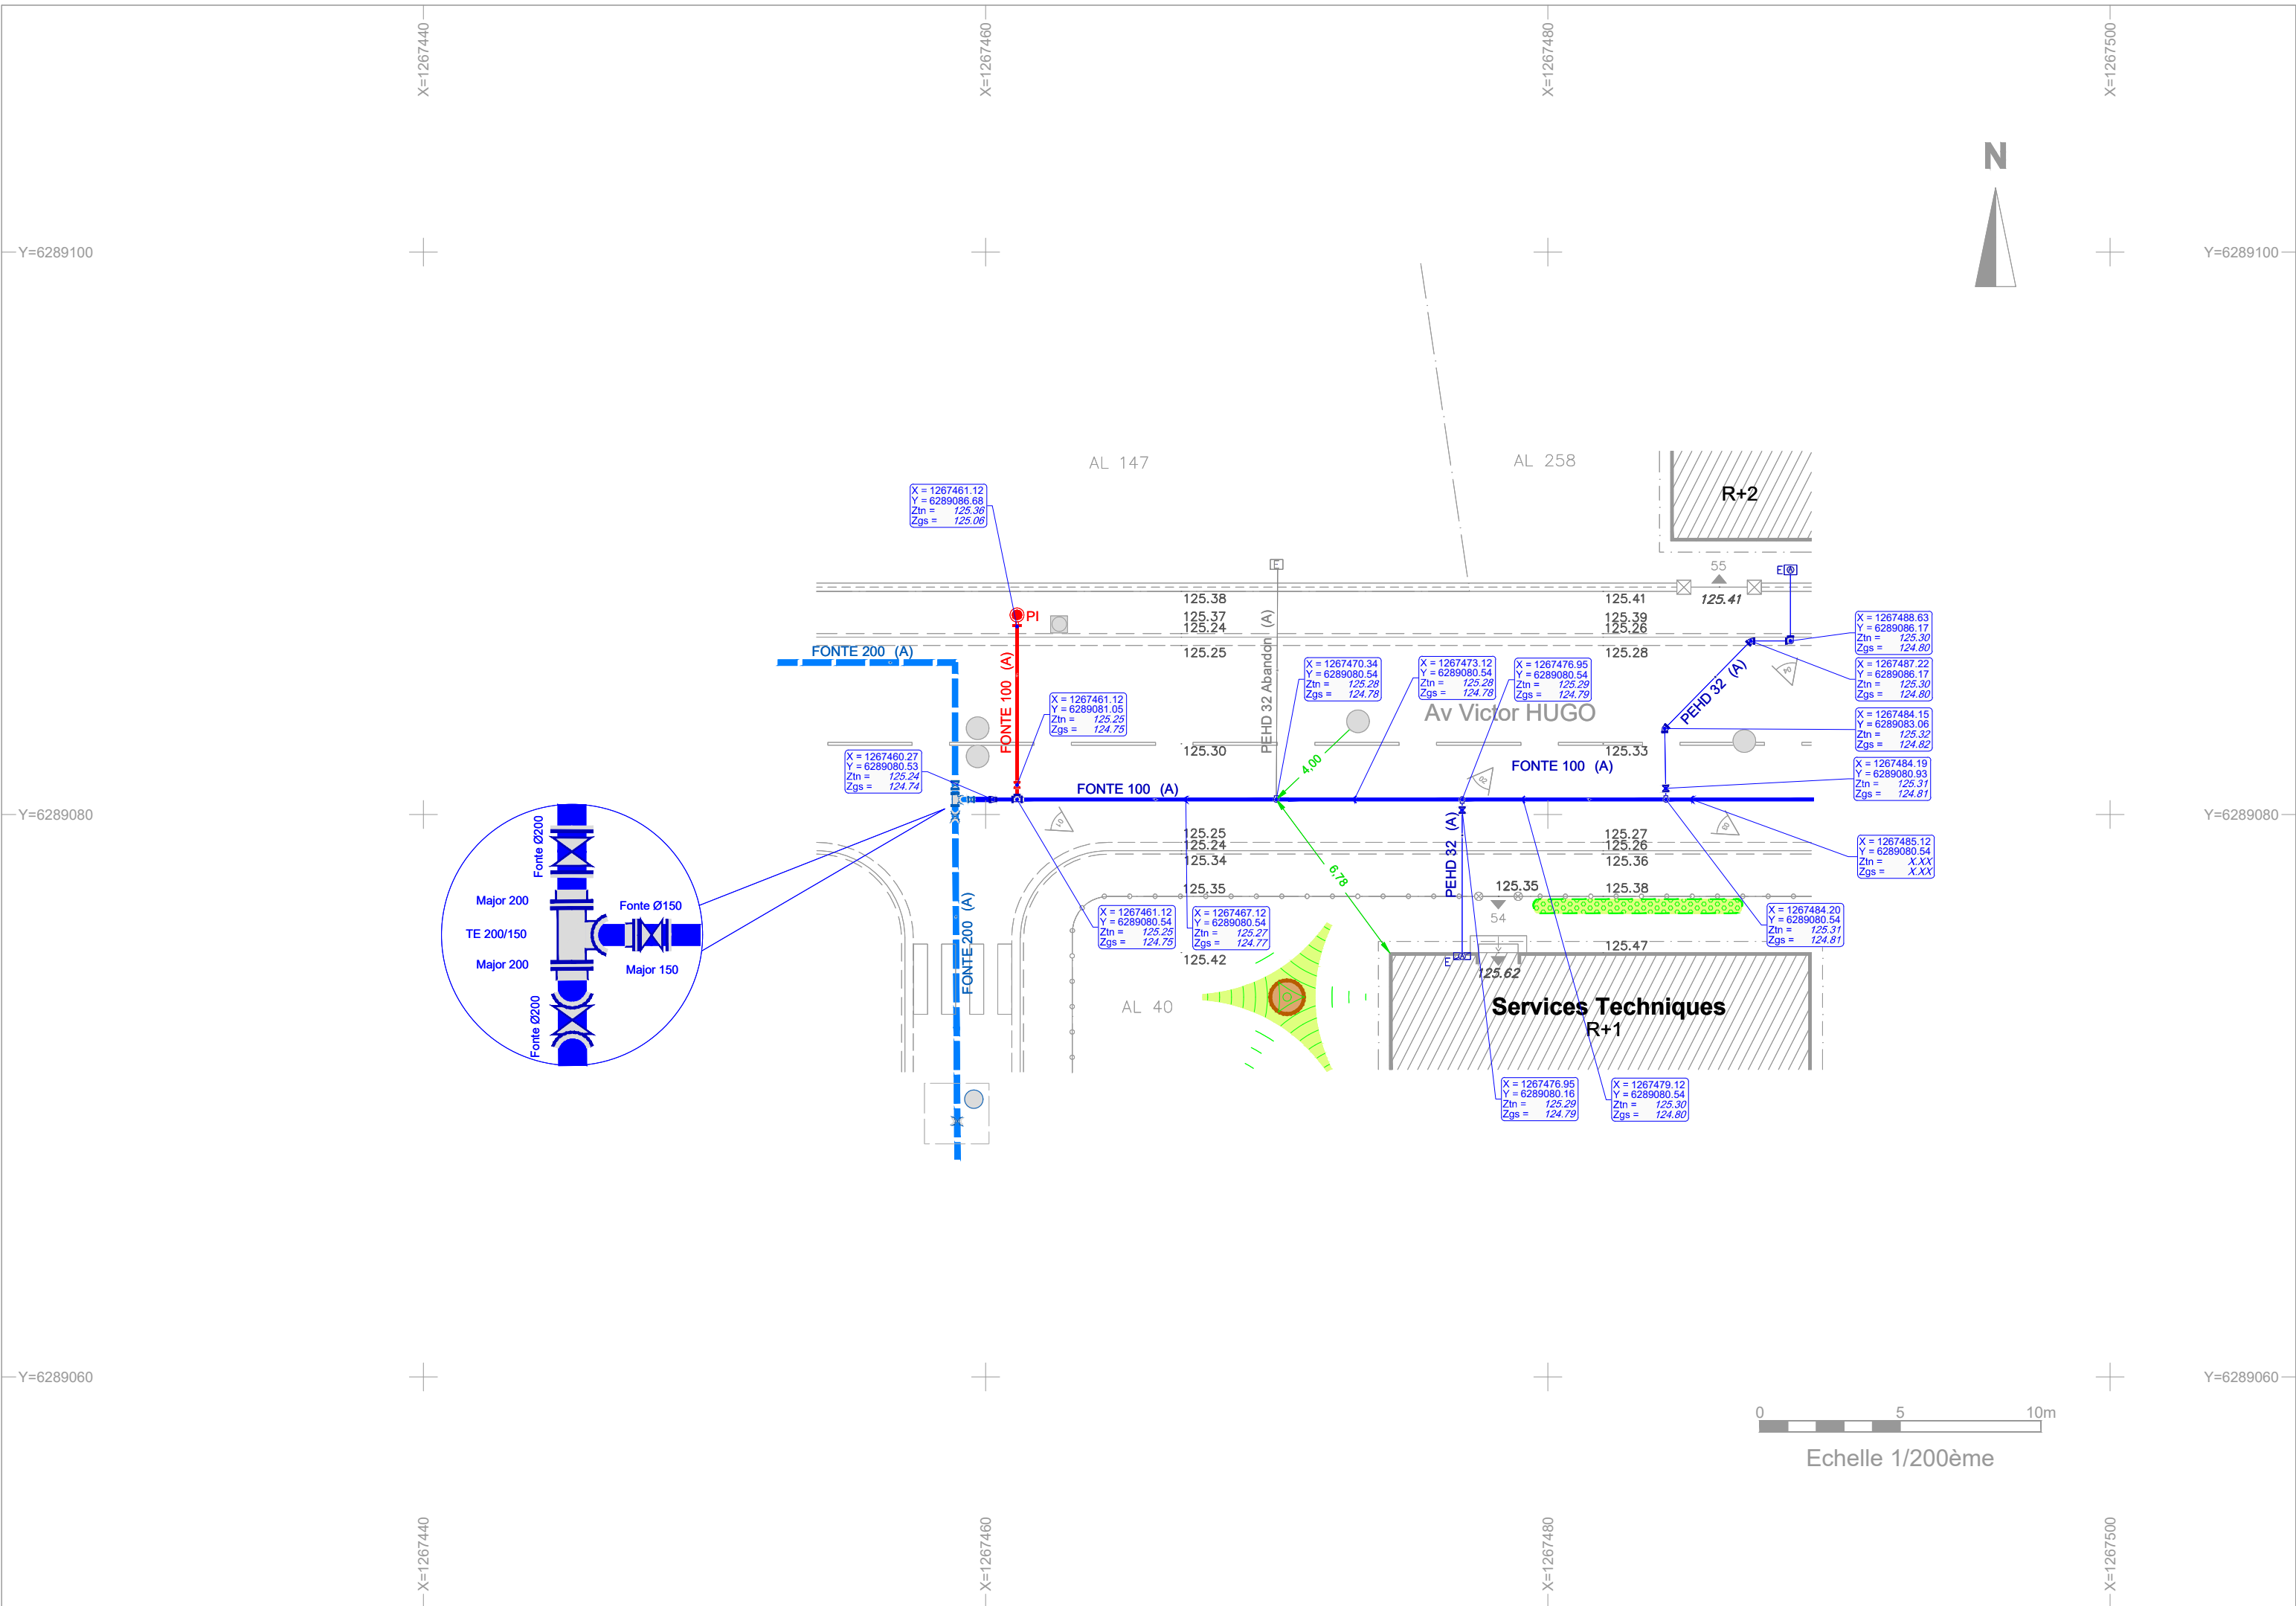 X=1267440
X=1267460
X=1267480
X=1267500
N
Y=6289100
Y=6289100
AL 147
AL 258
R+2
X = 1267461.12
Y = 6289086.68
Ztn = 125.36
Zgs = 125.06
E
55
E
125.38
125.41
125.41
PI
125.37
125.39
125.24
125.26
125.25
125.28
X = 1267488.63
Y = 6289086.17
Ztn = 125.30
Zgs = 124.80
FONTE 200 (A)
FONTE 100 (A)
PEHD 32 Abandon (A)
X = 1267470.34
Y = 6289080.54
Ztn = 125.28
Zgs = 124.78
X = 1267473.12
Y = 6289080.54
Ztn = 125.28
Zgs = 124.78
X = 1267476.95
Y = 6289080.54
Ztn = 125.29
Zgs = 124.79
PEHD 32 (A)
04
X = 1267487.22
Y = 6289086.17
Ztn = 125.30
Zgs = 124.80
X = 1267461.12
Y = 6289081.05
Ztn = 125.25
Zgs = 124.75
Av Victor HUGO
X = 1267484.15
Y = 6289083.06
Ztn = 125.32
Zgs = 124.82
125.30
125.33
4,00
X = 1267460.27
Y = 6289080.53
Ztn = 125.24
Zgs = 124.74
FONTE 100 (A)
02
FONTE 100 (A)
X = 1267484.19
Y = 6289080.93
Ztn = 125.31
Zgs = 124.81
Y=6289080
Y=6289080
01
03
125.25
125.27
125.24
125.26
125.34
125.36
PEHD 32 (A)
X = 1267485.12
Y = 6289080.54
Ztn = X.XX
Zgs = X.XX
6,78
125.35
125.35
125.38
54
Fonte Ø200
Major 200
Fonte Ø150
TE 200/150
Major 200
Major 150
Fonte Ø200
FONTE 200 (A)
X = 1267461.12
Y = 6289080.54
Ztn = 125.25
Zgs = 124.75
X = 1267467.12
Y = 6289080.54
Ztn = 125.27
Zgs = 124.77
X = 1267484.20
Y = 6289080.54
Ztn = 125.31
Zgs = 124.81
125.42
125.47
E
125.62
AL 40
Services Techniques
R+1
X = 1267476.95
Y = 6289080.16
Ztn = 125.29
Zgs = 124.79
X = 1267479.12
Y = 6289080.54
Ztn = 125.30
Zgs = 124.80
Y=6289060
Y=6289060
0
5
10m
Echelle 1/200ème
X=1267440
X=1267460
X=1267480
X=1267500